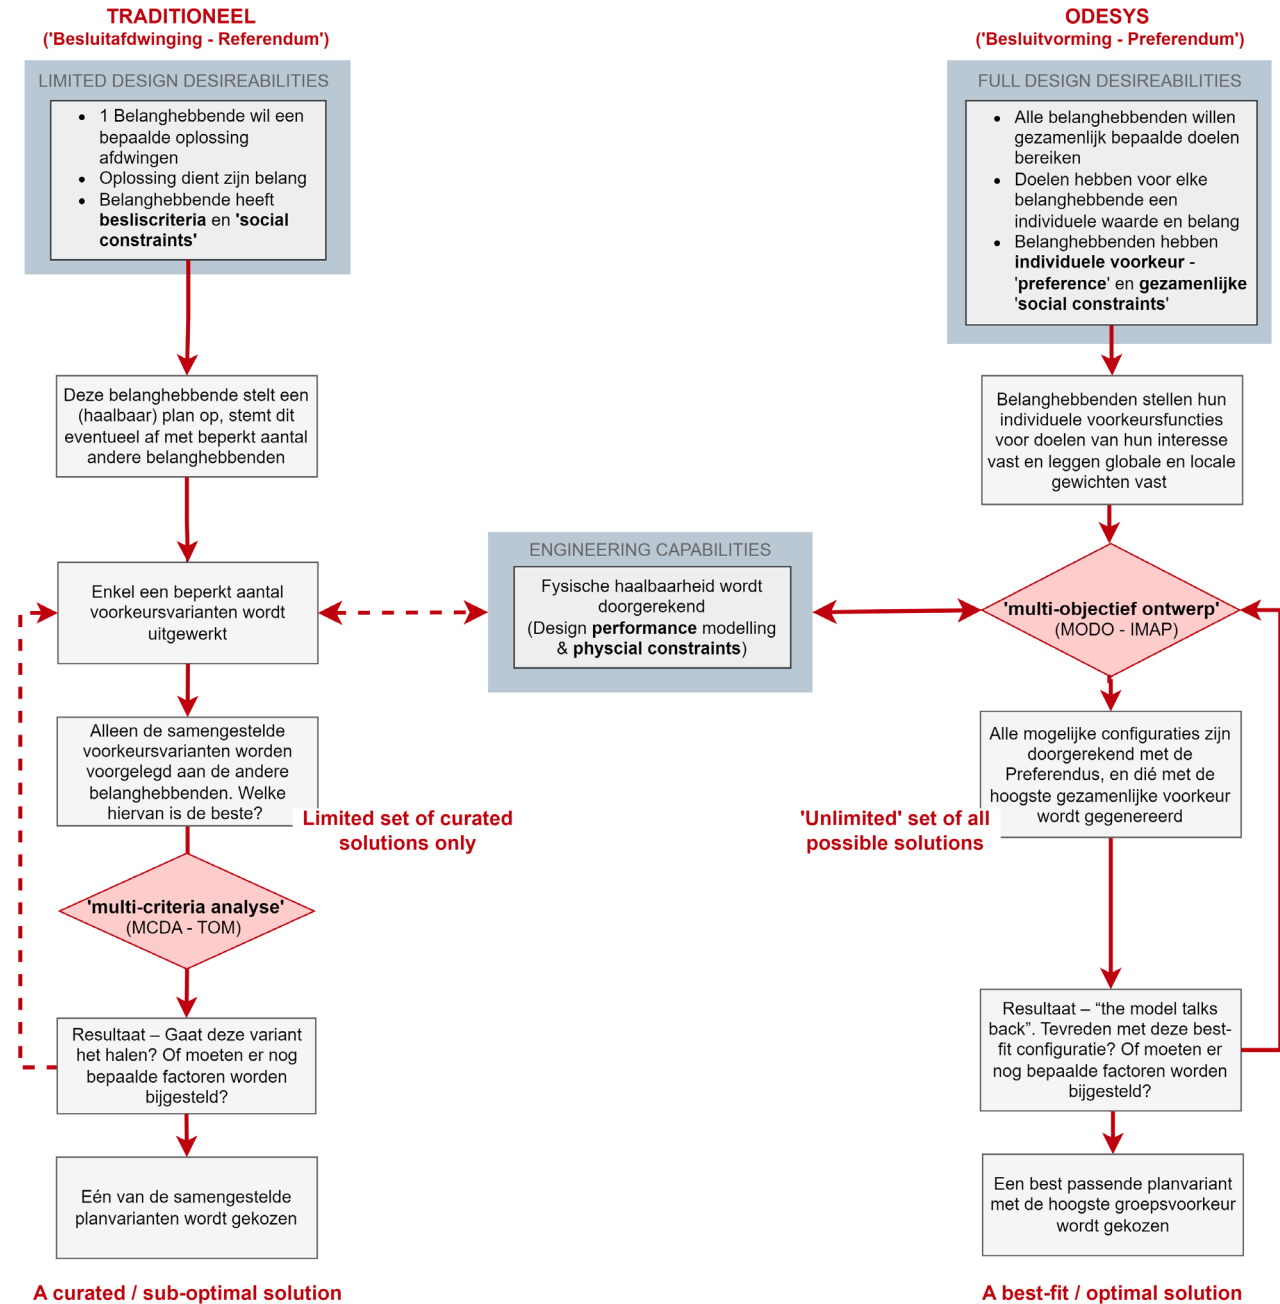 TRADITIONEEL
('Besluitafdwinging - Referendum')
LIMITED DESIGN DESIREABILITIES
• 1 Belanghebbende wil een
bepaalde oplossing
afdwingen
• Oplossing dient zijn belang
• Belanghebbende heeft
besliscriteria en 'social
constraints'
Deze belanghebbende stelt een
(haalbaar) plan op, stemt dit
eventueel af met beperkt aantal
andere belanghebbenden
Enkel een beperkt aantal
voorkeursvarianten wordt
uitgewerkt
Alleen de samengestelde
voorkeursvarianten worden
voorgelegd aan de andere
belanghebbenden. Welke
hiervan is de beste?
Limited set of curated
solutions only
'multi-criteria analyse'
(MCDA - TOM)
Resultaat – Gaat deze variant
het halen? Of moeten er nog
bepaalde factoren worden
bijgesteld?
Eén van de samengestelde
planvarianten wordt gekozen
A curated / sub-optimal solution
ENGINEERING CAPABILITIES
Fysische haalbaarheid wordt
doorgerekend
(Design performance modelling
& physcial constraints)
ODESYS
('Besluitvorming - Preferendum')
FULL DESIGN DESIREABILITIES
• Alle belanghebbenden willen
gezamenlijk bepaalde doelen
bereiken
• Doelen hebben voor elke
belanghebbende een
individuele waarde en belang
• Belanghebbenden hebben
individuele voorkeur -
'preference' en gezamenlijke
'social constraints'
Belanghebbenden stellen hun
individuele voorkeursfuncties
voor doelen van hun interesse
vast en leggen globale en locale
gewichten vast
'multi-objectief ontwerp'
(MODO - IMAP)
Alle mogelijke configuraties zijn
doorgerekend met de
Preferendus, en dié met de
hoogste gezamenlijke voorkeur
wordt gegenereerd
'Unlimited' set of all
possible solutions
Resultaat – “the model talks
back”. Tevreden met deze best-
fit configuratie? Of moeten er
nog bepaalde factoren worden
bijgesteld?
Een best passende planvariant
met de hoogste groepsvoorkeur
wordt gekozen
A best-fit / optimal solution